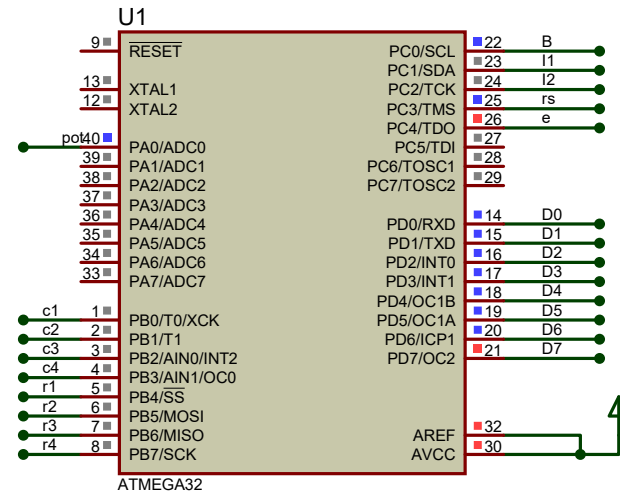 U1
9 RESET
13 XTAL1
12 XTAL2
pot 40 PA0/ADC0
39 PA1/ADC1
38 PA2/ADC2
37 PA3/ADC3
36 PA4/ADC4
35 PA5/ADC5
34 PA6/ADC6
33 PA7/ADC7
c1 1 PB0/T0/XCK
c2 2 PB1/T1
c3 3 PB2/AIN0/INT2
c4 4 PB3/AIN1/OC0
r1 5 PB4/SS
r2 6 PB5/MOSI
r3 7 PB6/MISO
r4 8 PB7/SCK
PC0/SCL 22 B
PC1/SDA 23 I1
PC2/TCK 24 I2
PC3/TMS 25 rs
PC4/TDO 26 e
PC5/TDI 27
PC6/TOSC1 28
PC7/TOSC2 29
PD0/RXD 14 D0
PD1/TXD 15 D1
PD2/INT0 16 D2
PD3/INT1 17 D3
PD4/OC1B 18 D4
PD5/OC1A 19 D5
PD6/ICP1 20 D6
PD7/OC2 21 D7
AREF 32
AVCC 30
ATMEGA32